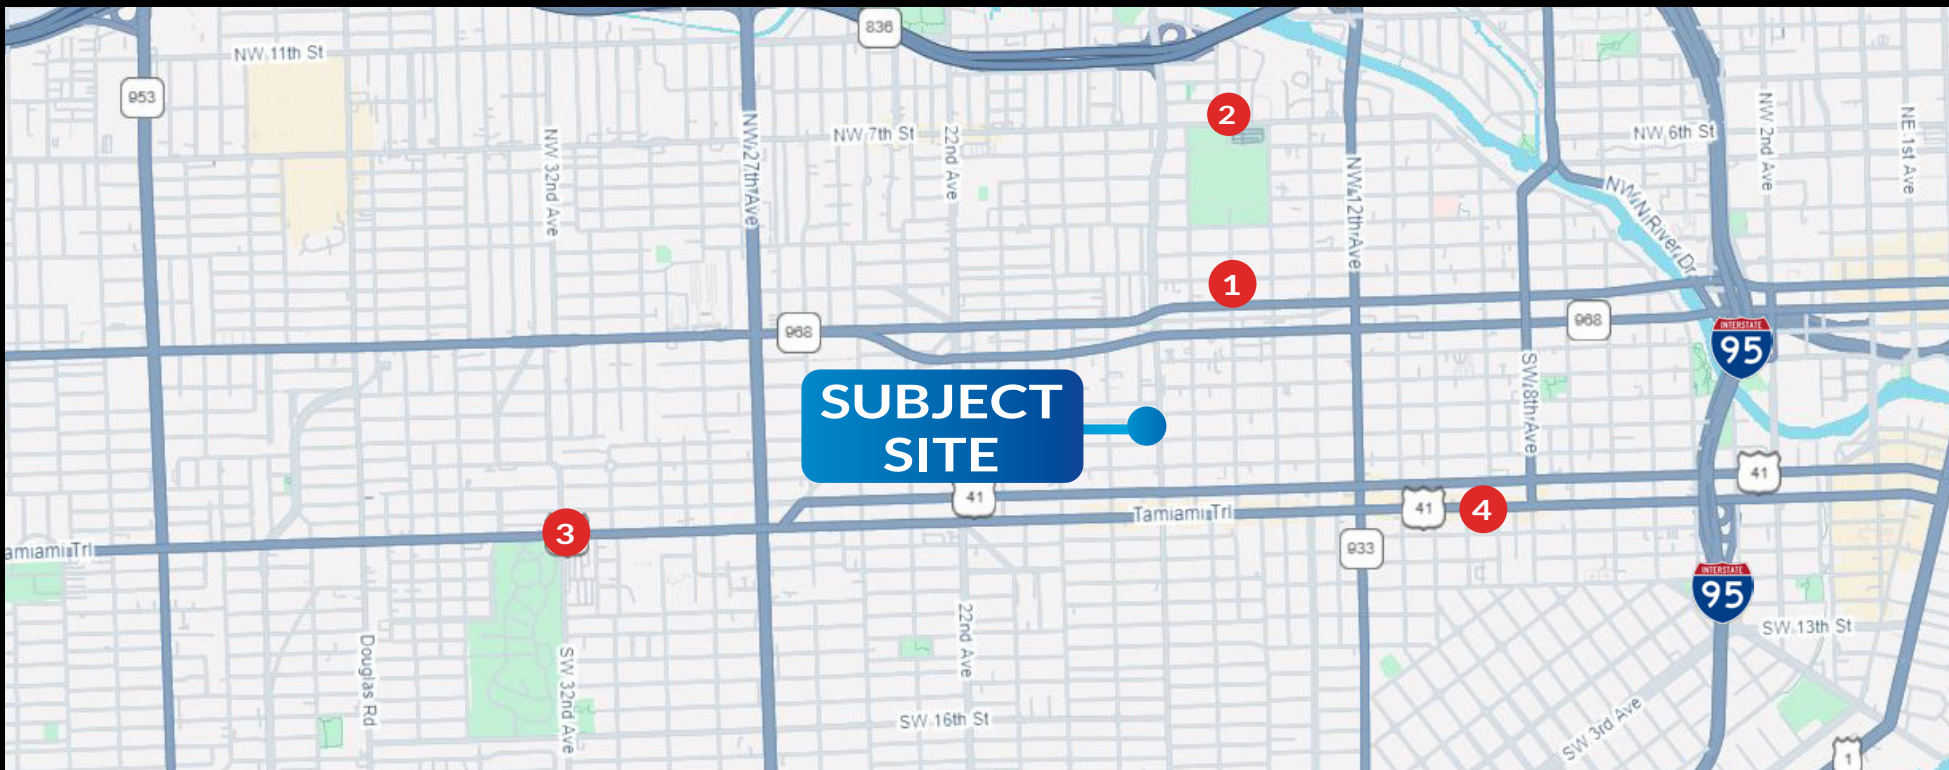 836
NW 11th St
953
2
NW 7th St
NW 6th St
NW 32nd Ave
NW 27th Ave
22nd Ave
NW 12th Ave
NW 2nd Ave
NE 1st Ave
NW N River Dr
1
968
968
INTERSTATE
95
SUBJECT
SITE
SW 8th Ave
41
41
41
4
Tamiami Trl
3
amiami Trl
933
INTERSTATE
95
Douglas Rd
SW 32nd Ave
22nd Ave
SW 13th St
SW 16th St
SW 3rd Ave
1